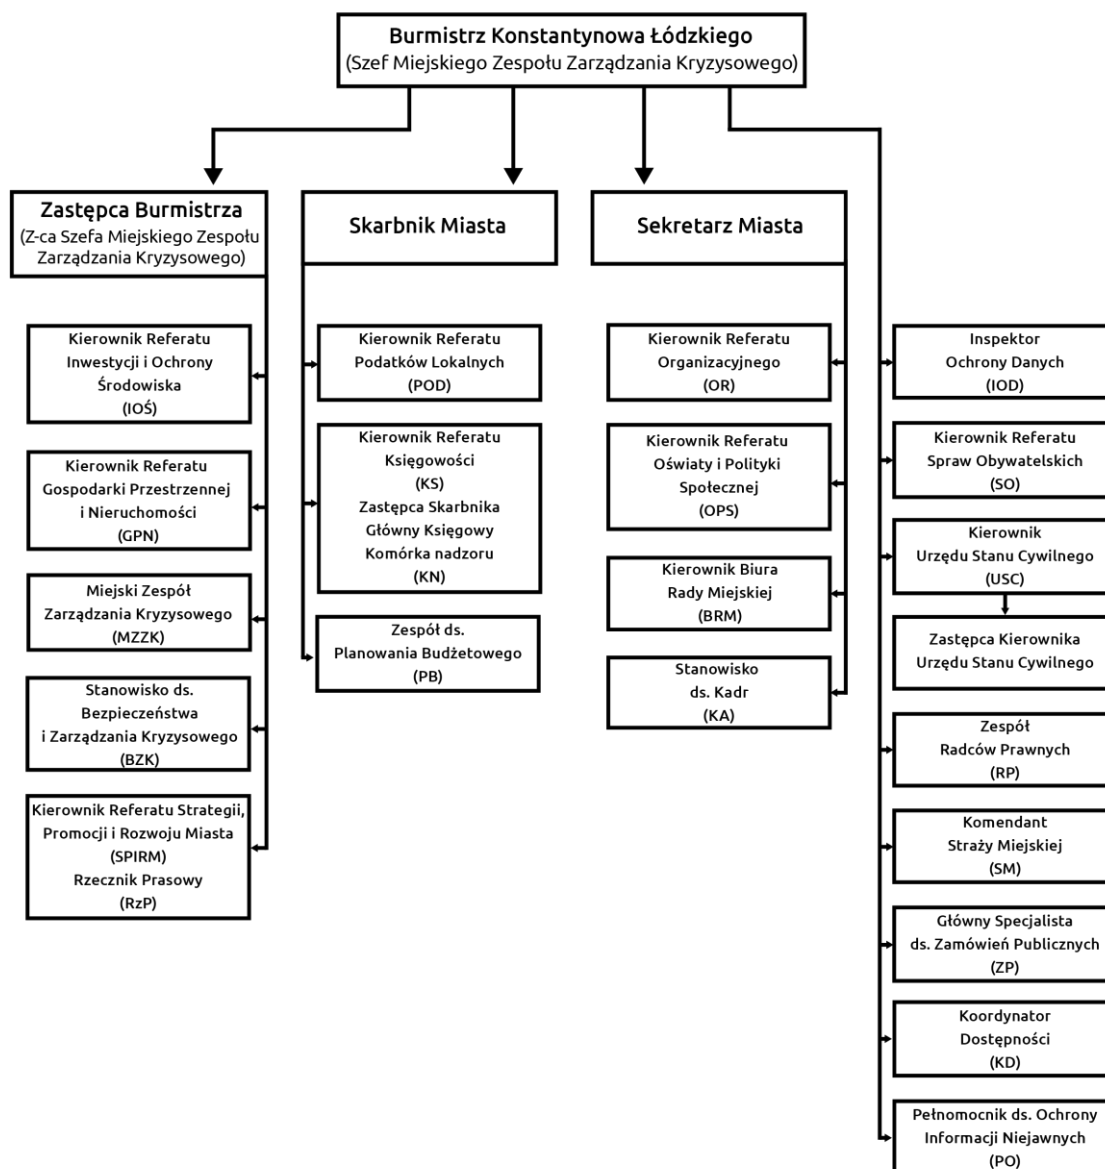 Burmistrz Konstantynowa Łódzkiego
(Szef Miejskiego Zespołu Zarządzania Kryzysowego)
Zastępca Burmistrza
(Z-ca Szefa Miejskiego Zespołu
Zarządzania Kryzysowego)
Skarbnik Miasta
Sekretarz Miasta
Kierownik Referatu
Inwestycji i Ochrony
Środowiska
(IOŚ)
Kierownik Referatu
Gospodarki Przestrzennej
i Nieruchomości
(GPN)
Miejski Zespół
Zarządzania Kryzysowego
(MZZK)
Stanowisko ds.
Bezpieczeństwa
i Zarządzania Kryzysowego
(BZK)
Kierownik Referatu Strategii,
Promocji i Rozwoju Miasta
(SPIRM)
Rzecznik Prasowy
(RzP)
Kierownik Referatu
Podatków Lokalnych
(POD)
Kierownik Referatu
Księgowości
(KS)
Zastępca Skarbnika
Główny Księgowy
Komórka nadzoru
(KN)
Zespół ds.
Planowania Budżetowego
(PB)
Kierownik Referatu
Organizacyjnego
(OR)
Kierownik Referatu
Oświaty i Polityki
Społecznej
(OPS)
Kierownik Biura
Rady Miejskiej
(BRM)
Stanowisko
ds. Kadr
(KA)
Inspektor
Ochrony Danych
(IOD)
Kierownik Referatu
Spraw Obywatelskich
(SO)
Kierownik
Urzędu Stanu Cywilnego
(USC)
Zastępca Kierownika
Urzędu Stanu Cywilnego
Zespół
Radców Prawnych
(RP)
Komendant
Straży Miejskiej
(SM)
Główny Specjalista
ds. Zamówień Publicznych
(ZP)
Koordynator
Dostępności
(KD)
Pełnomocnik ds. Ochrony
Informacji Niejawnych
(PO)